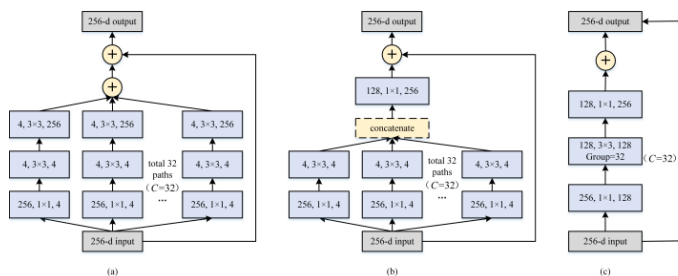 256-d output
4, 3×3, 256
4, 3×3, 256
4, 3×3, 256
4, 3×3, 4
4, 3×3, 4
4, 3×3, 4
total 32
paths
(C=32)
...
256, 1×1, 4
256, 1×1, 4
256, 1×1, 4
256-d input
(a)
256-d output
128, 1×1, 256
concatenate
4, 3×3, 4
4, 3×3, 4
4, 3×3, 4
total 32
paths
(C=32)
...
256, 1×1, 4
256, 1×1, 4
256, 1×1, 4
256-d input
(b)
256-d output
128, 1×1, 256
128, 3×3, 128
Group=32
(C=32)
256, 1×1, 128
256-d input
(c)